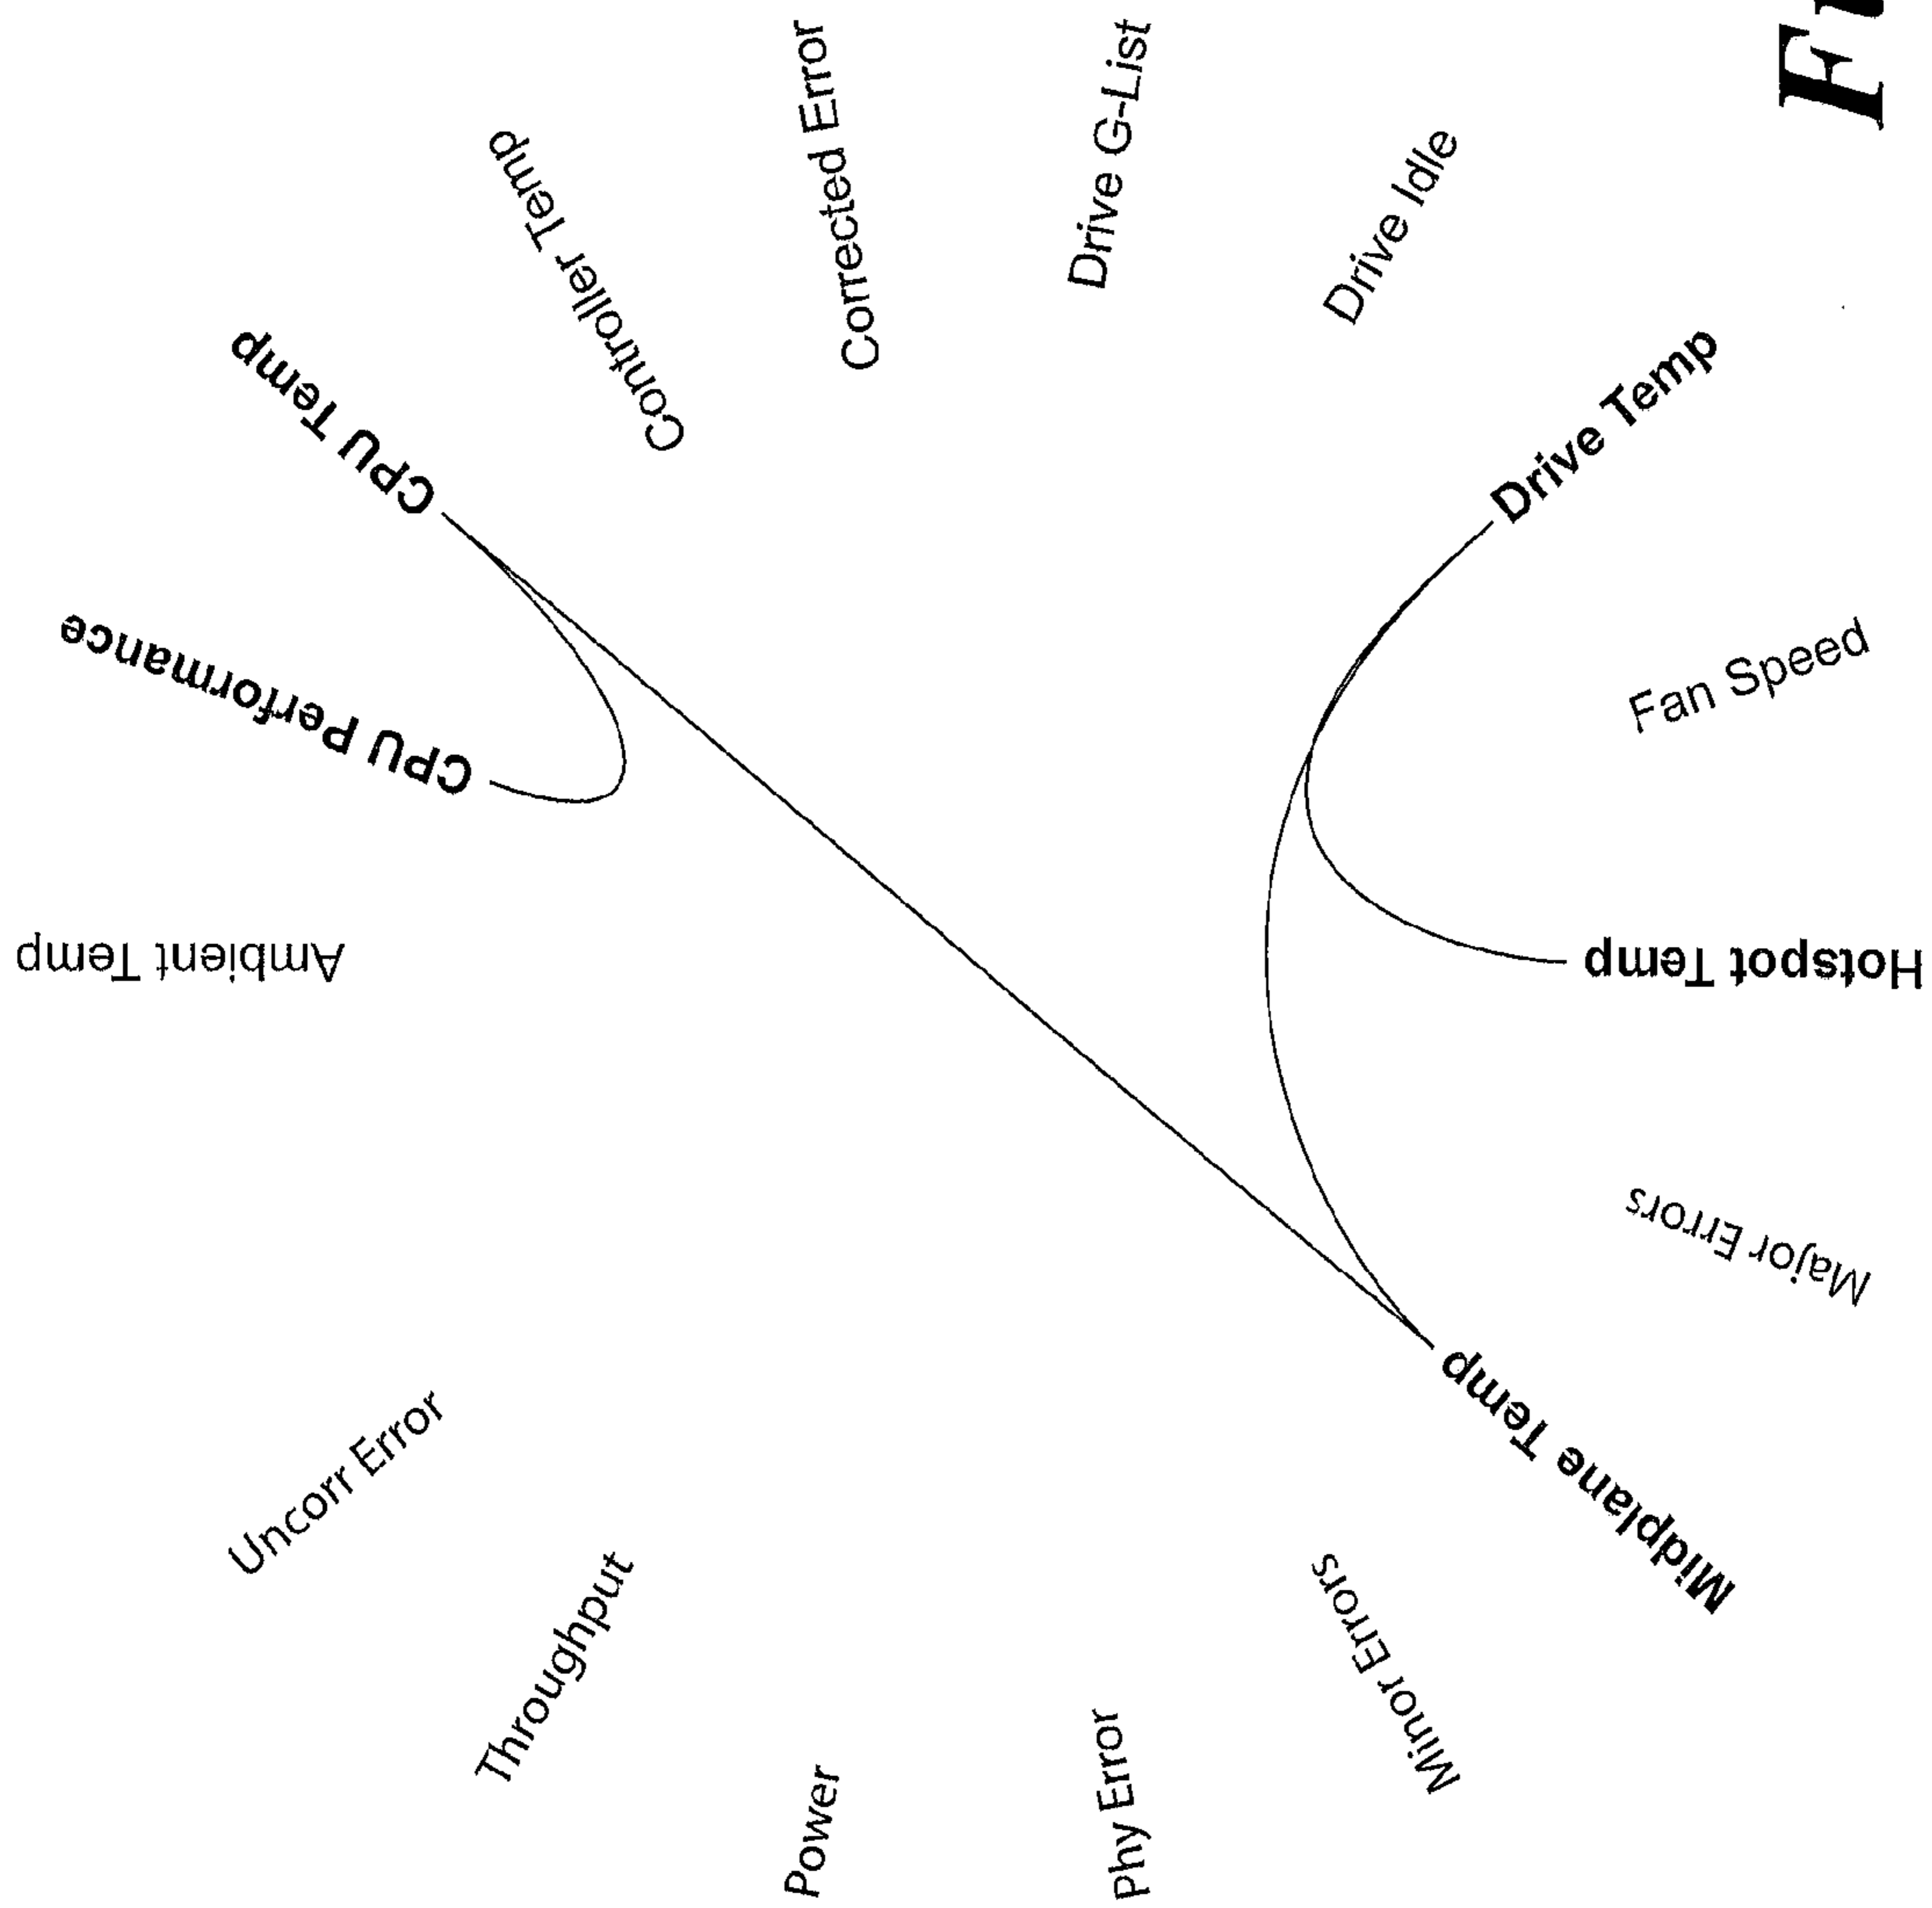 Corrected Error
Drive G-List
Controller Temp
Drive Idle
CPU Temp
Drive Temp
CPU Performance
Fan Speed
Ambient Temp
Hotspot Temp
Major Errors
Midplane Temp
Uncorr Error
Throughput
Minor Errors
Power
Phy Error